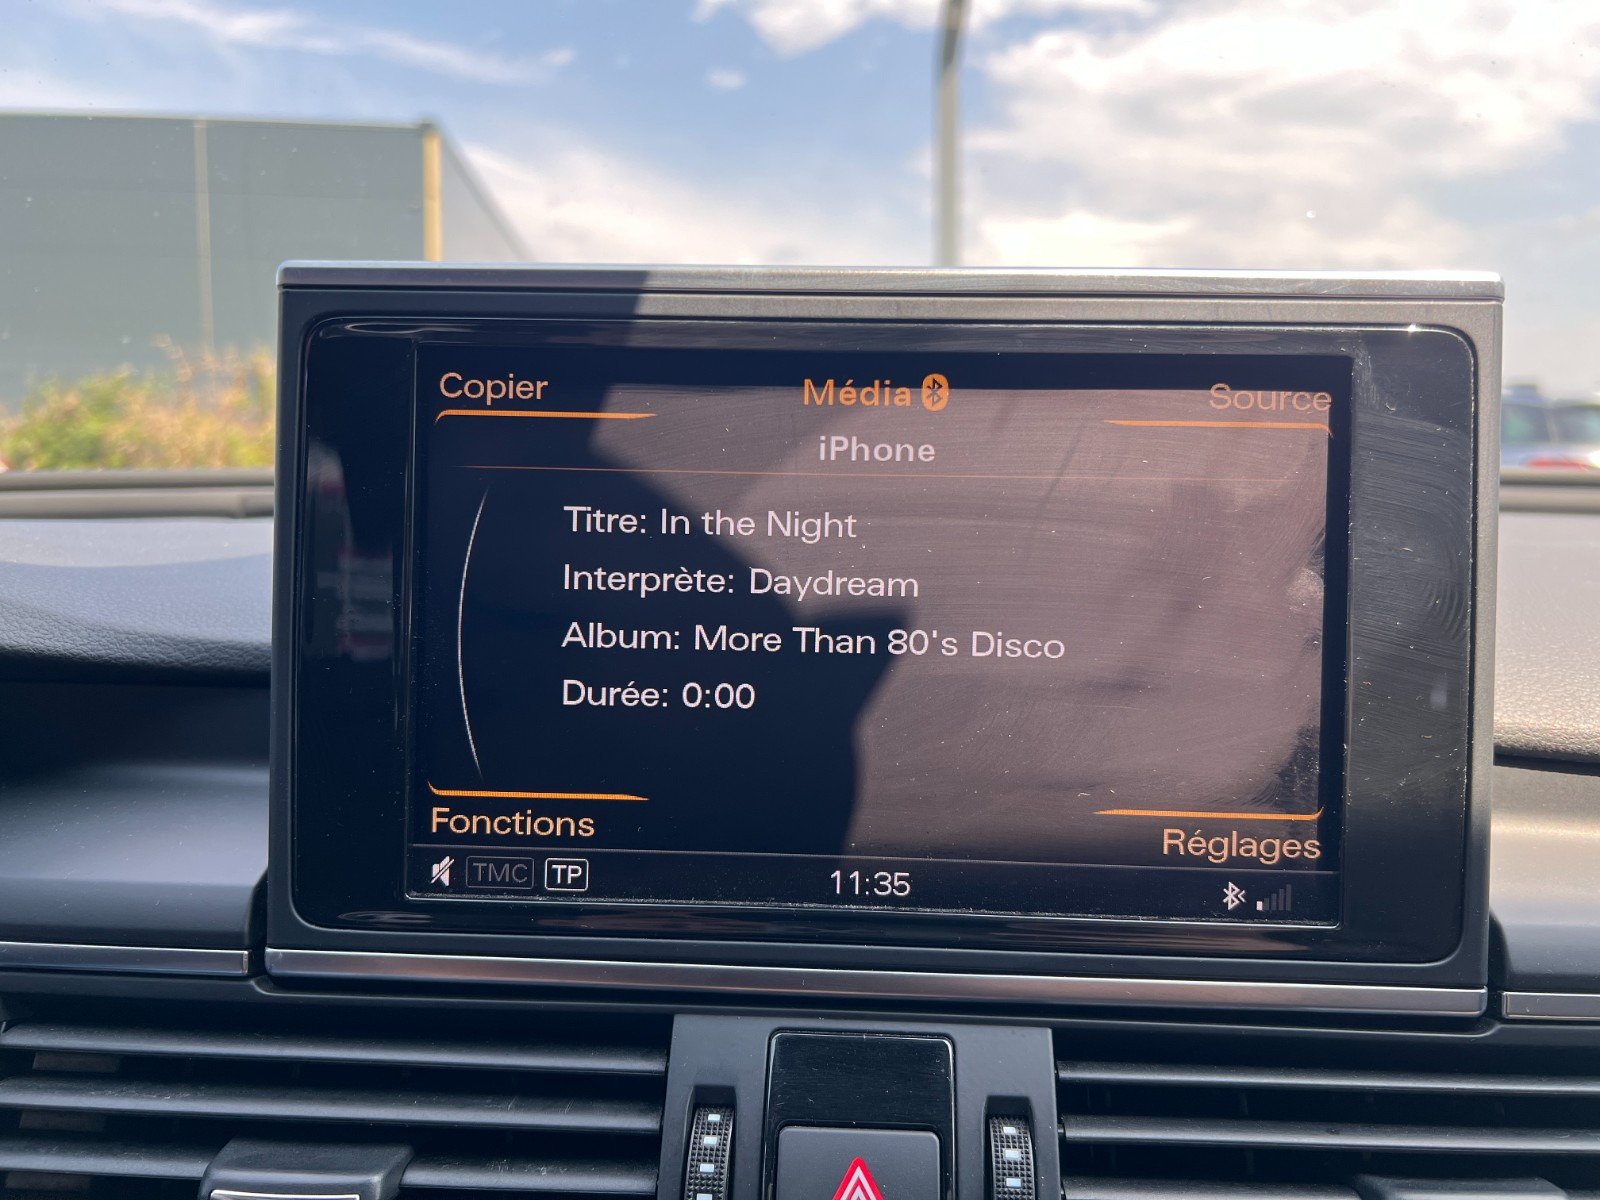 Copier
Média
Source
iPhone
Titre: In the Night
Interprète: Daydream
Album: More Than 80's Disco
Durée: 0:00
Fonctions
Réglages
TMC TP
11:35